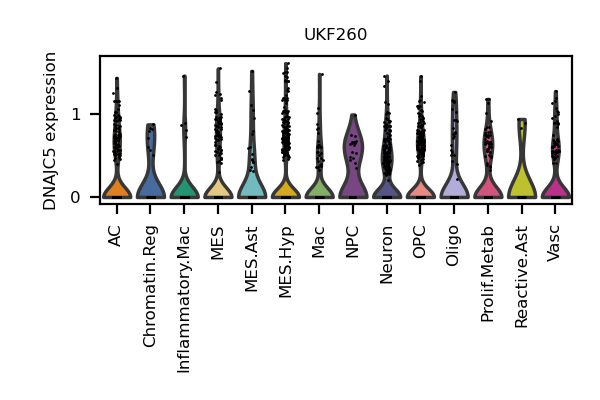 UKF260
DNAJC5 expression
1
0
AC
Chromatin.Reg
Inflammatory.Mac
MES
MES.Ast
MES.Hyp
Mac
NPC
Neuron
OPC
Oligo
Prolif.Metab
Reactive.Ast
Vasc